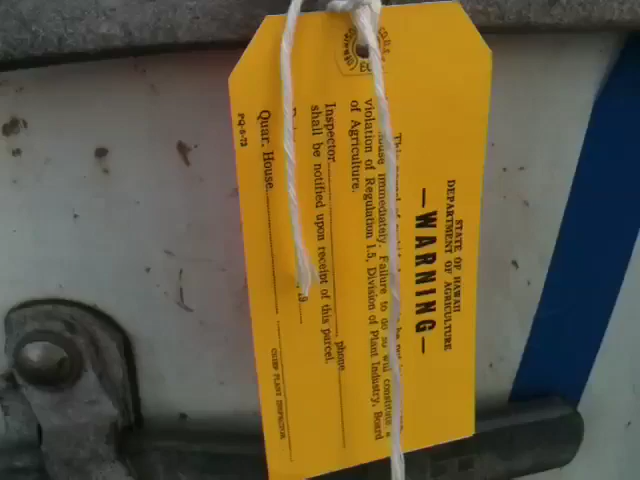 STATE OF HAWAII
DEPARTMENT OF AGRICULTURE
—WARNING—
This
immediately. Failure to do so will constitute a
violation of Regulation 1.5, Division of Plant Industry, Board
of Agriculture.
Inspector phone
shall be notified upon receipt of this parcel.
19
Quar. House
CHIEF PLANT INSPECTOR
PQ-8-72